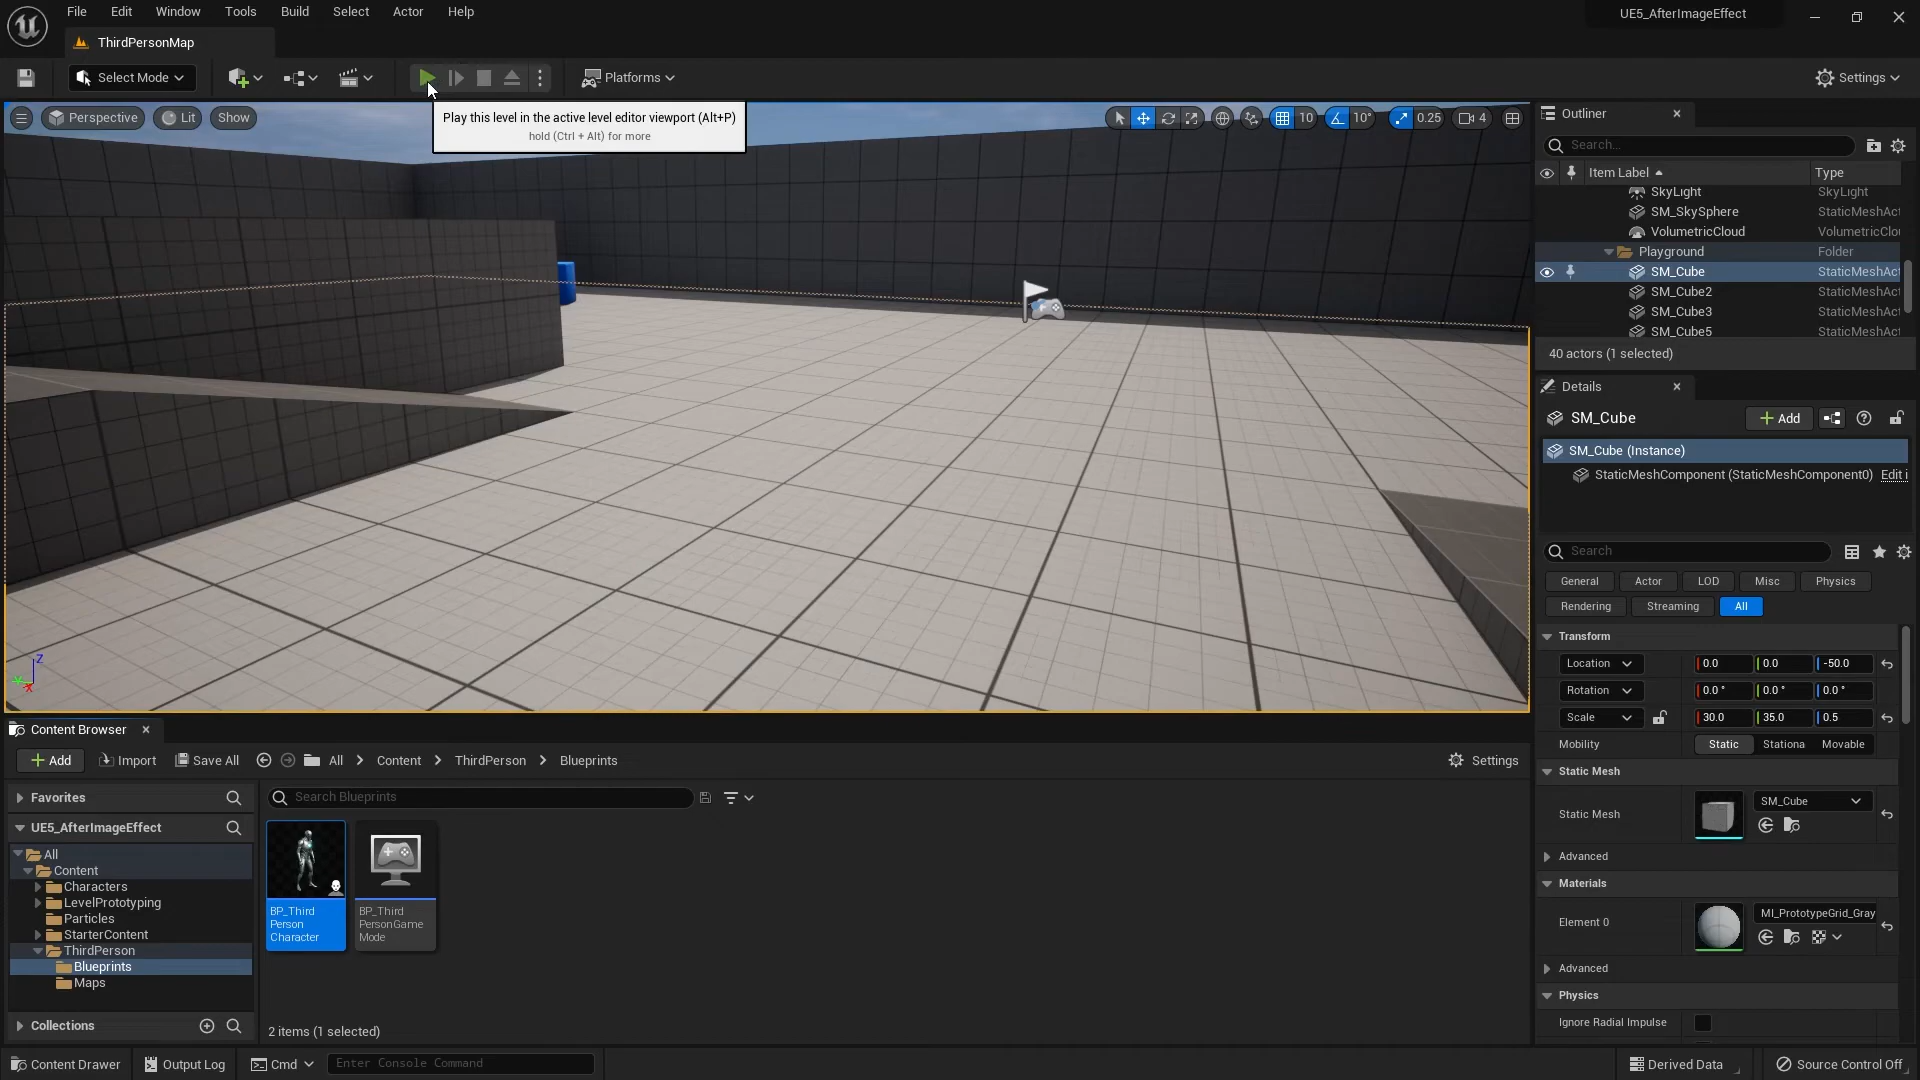 File Edit Window Tools Build Select Actor Help
UE5_AfterImageEffect
ThirdPersonMap
Select Mode
Platforms
Settings
Play this level in the active level editor viewport (Alt+P)
hold (Ctrl + Alt) for more
Perspective Lit Show
10 10° 0.25 4
Outliner
Search...
Item Label Type
SkyLight SkyLight
SM_SkySphere StaticMeshAct
VolumetricCloud VolumetricClou
Playground Folder
SM_Cube StaticMeshAct
SM_Cube2 StaticMeshAct
SM_Cube3 StaticMeshAct
SM_Cube5 StaticMeshAct
40 actors (1 selected)
Details
SM_Cube
Add
SM_Cube (Instance)
StaticMeshComponent (StaticMeshComponent0) Edit i
Search
General Actor LOD Misc Physics
Rendering Streaming All
Transform
Location 0.0 0.0 -50.0
Rotation 0.0° 0.0° 0.0°
Scale 30.0 35.0 0.5
Mobility Static Stationa Movable
Static Mesh
Static Mesh SM_Cube
Advanced
Materials
Element 0 MI_PrototypeGrid_Gray
Advanced
Physics
Ignore Radial Impulse
Z
Y
X
Content Browser
Add Import Save All All Content ThirdPerson Blueprints Settings
Favorites
Search Blueprints
UE5_AfterImageEffect
All
Content
Characters
LevelPrototyping
Particles
StarterContent
ThirdPerson
Blueprints
Maps
Collections
BP_Third
Person
Character
BP_Third
PersonGame
Mode
2 items (1 selected)
Content Drawer Output Log Cmd Enter Console Command Derived Data Source Control Off